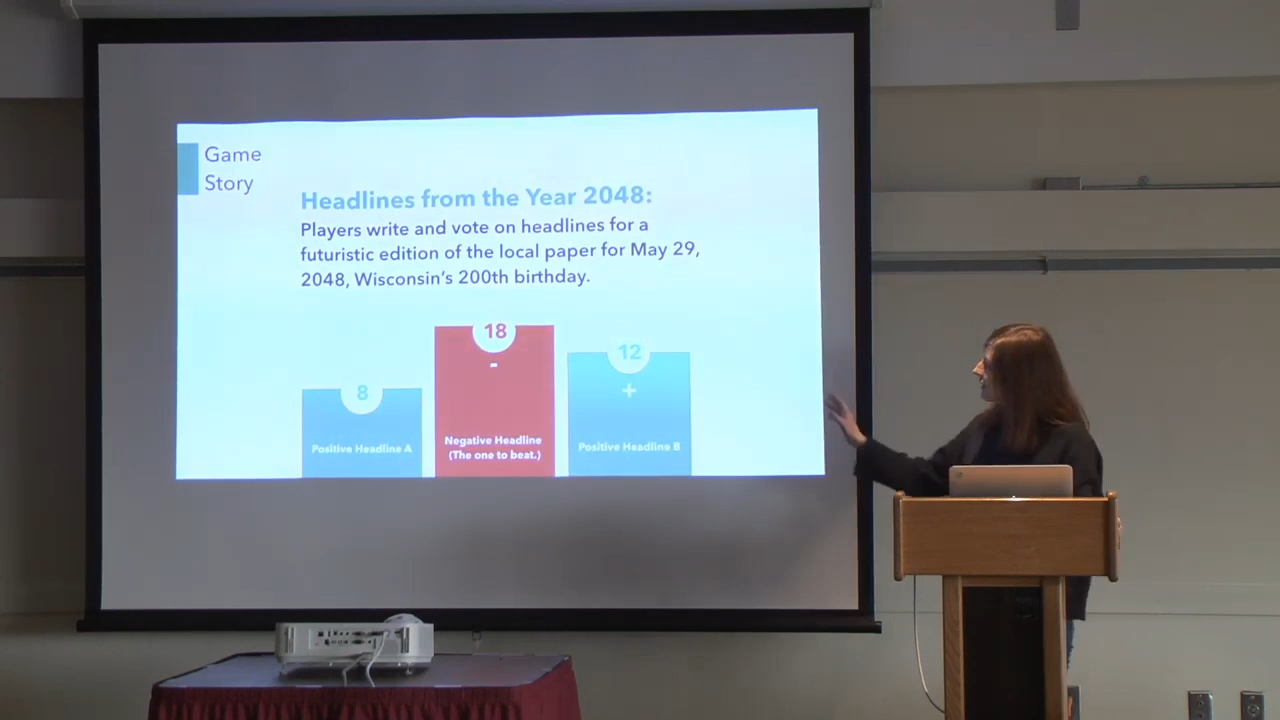 Game
Story
Headlines from the Year 2048:
Players write and vote on headlines for a
futuristic edition of the local paper for May 29,
2048, Wisconsin's 200th birthday.
8
Positive Headline A
18
-
Negative Headline
(The one to beat.)
12
+
Positive Headline B